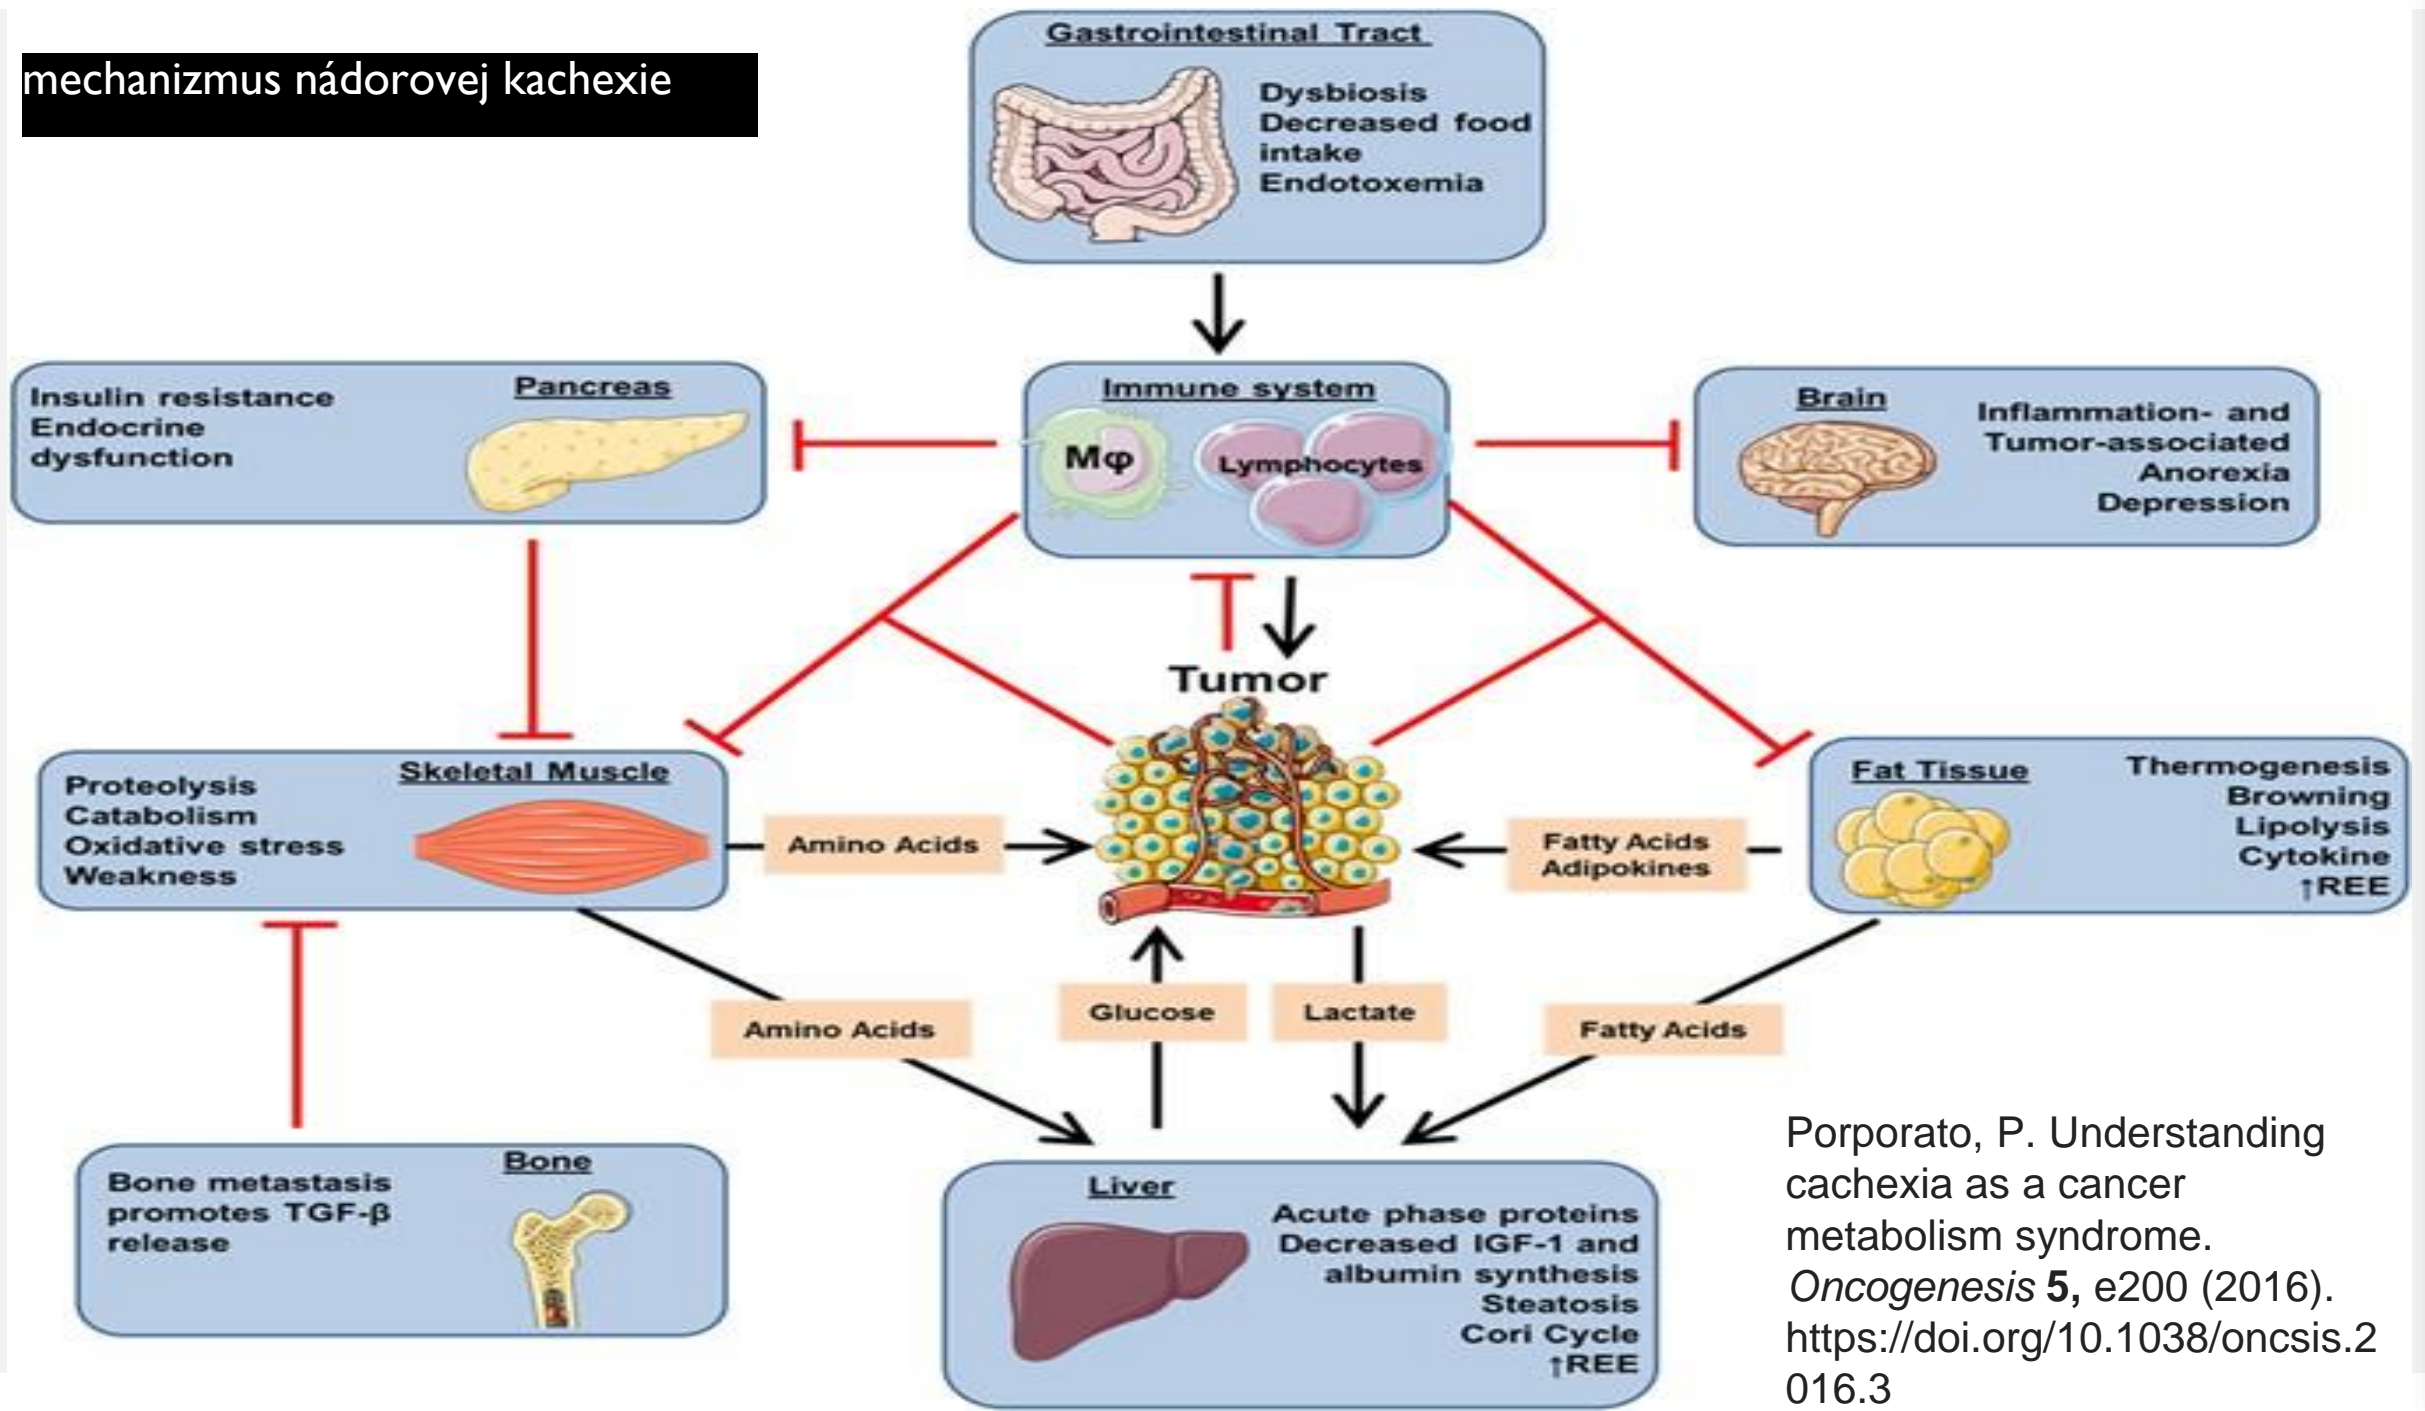 mechanizmus nádorovej kachexie
Gastrointestinal Tract
Dysbiosis
Decreased food
intake
Endotoxemia
Insulin resistance
Endocrine
dysfunction
Pancreas
Immune system
Mφ
Lymphocytes
Brain
Inflammation- and
Tumor-associated
Anorexia
Depression
Tumor
Proteolysis
Catabolism
Oxidative stress
Weakness
Skeletal Muscle
Amino Acids
Fatty Acids
Adipokines
Fat Tissue
Thermogenesis
Browning
Lipolysis
Cytokine
↑REE
Amino Acids
Glucose
Lactate
Fatty Acids
Bone metastasis
promotes TGF-β
release
Bone
Liver
Acute phase proteins
Decreased IGF-1 and
albumin synthesis
Steatosis
Cori Cycle
↑REE
Porporato, P. Understanding
cachexia as a cancer
metabolism syndrome.
Oncogenesis 5, e200 (2016).
https://doi.org/10.1038/oncsis.2
016.3